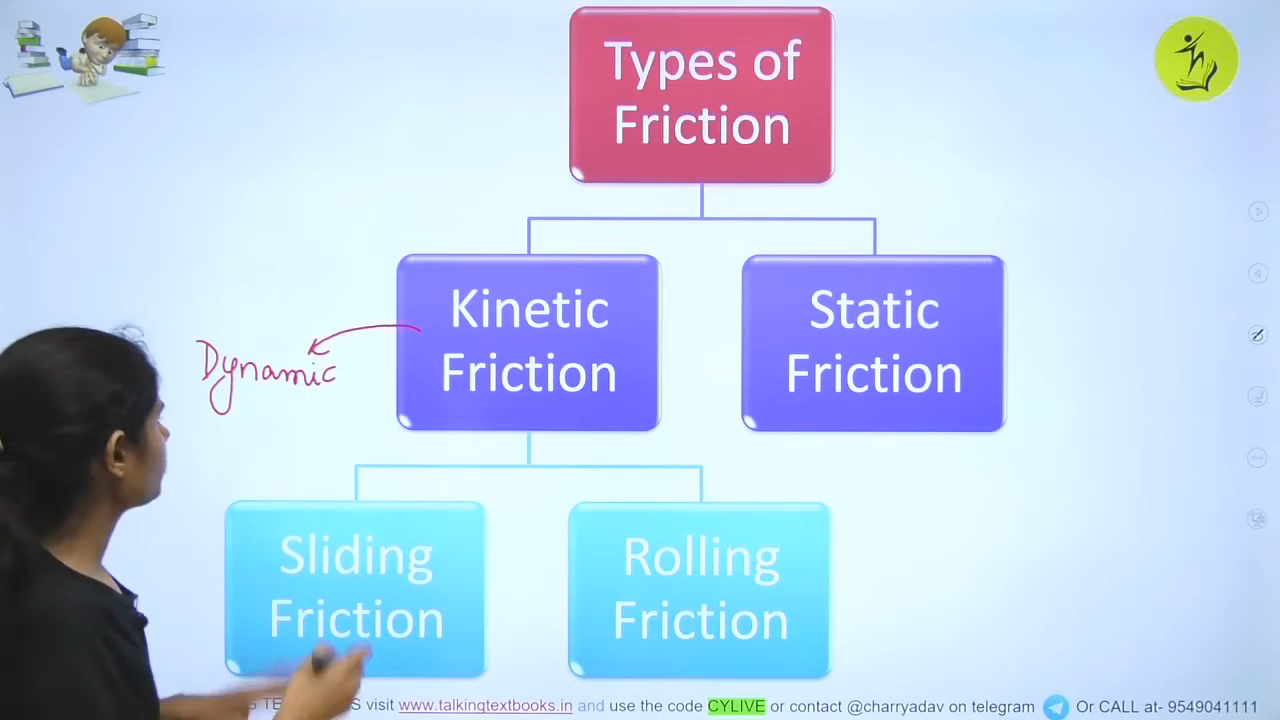 Types of
Friction
Kinetic
Friction
Static
Friction
Dynamic
Sliding
Friction
Rolling
Friction
visit www.talkingtextbooks.in and use the code CYLIVE or contact @charryadav on telegram Or CALL at- 9549041111